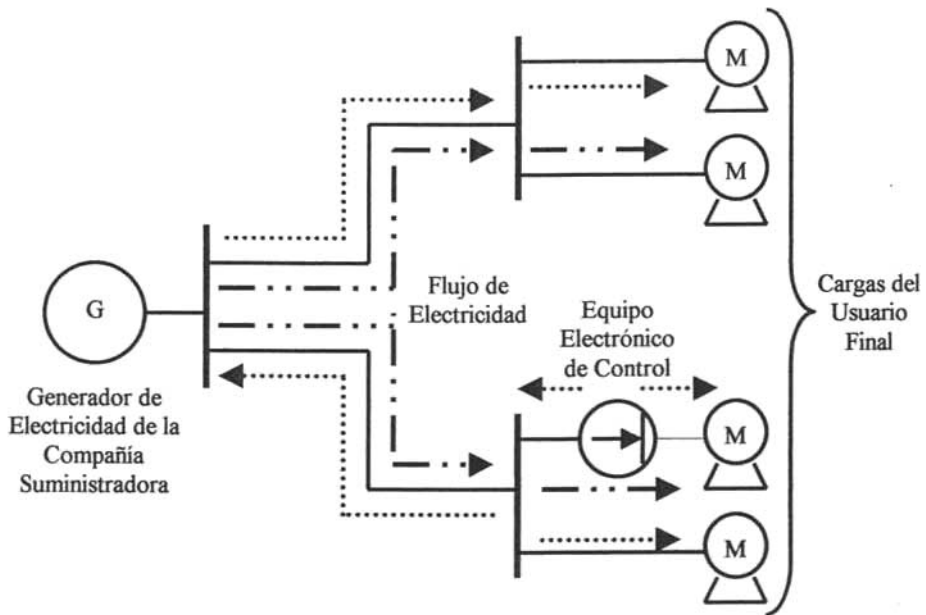 M
M
G
Generador de
Electricidad de la
Compañía
Suministradora
Flujo de
Electricidad
Equipo
Electrónico
de Control
M
M
Cargas del
Usuario
Final